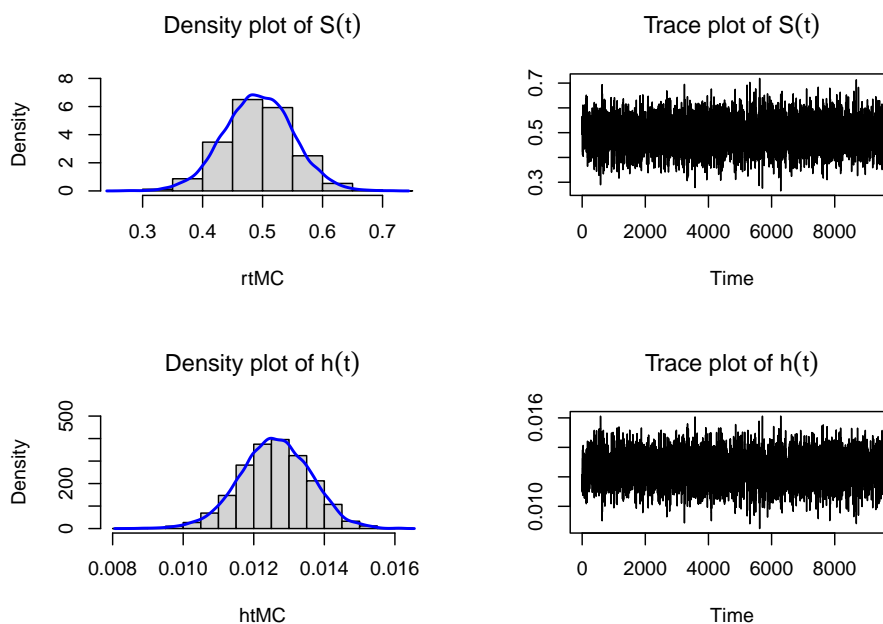 Density plot of S(t)
Density
8
6
4
2
0
0.3 0.4 0.5 0.6 0.7
rtMC
Trace plot of S(t)
0.7
0.5
0.3
0 2000 4000 6000 8000
Time
Density plot of h(t)
Density
500
200
0
0.008 0.010 0.012 0.014 0.016
htMC
Trace plot of h(t)
0.016
0.010
0 2000 4000 6000 8000
Time